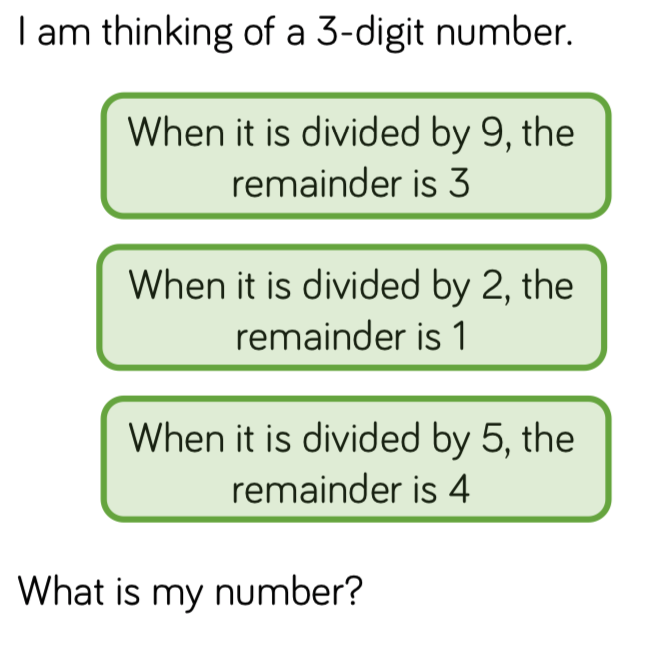 I am thinking of a 3-digit number.
When it is divided by 9, the
remainder is 3
When it is divided by 2, the
remainder is 1
When it is divided by 5, the
remainder is 4
What is my number?